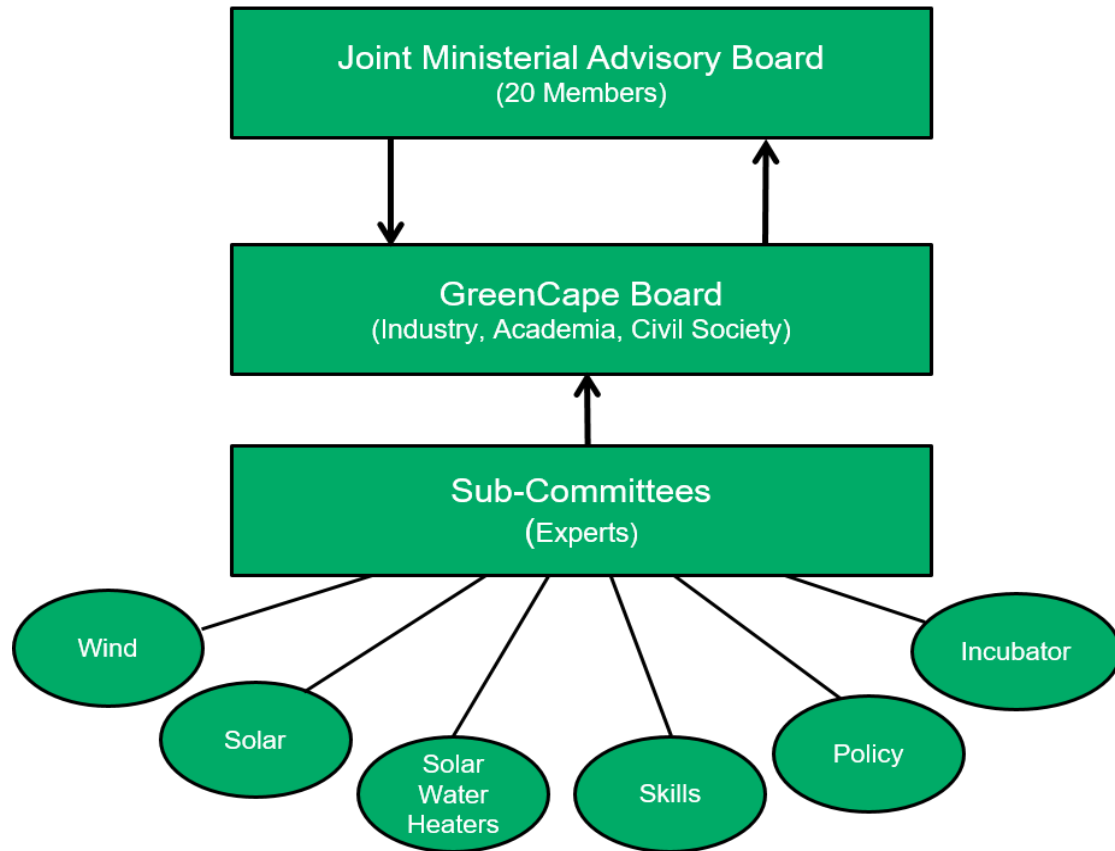 Joint Ministerial Advisory Board
(20 Members)
GreenCape Board
(Industry, Academia, Civil Society)
Sub-Committees
(Experts)
Wind
Solar
Solar
Water
Heaters
Skills
Policy
Incubator